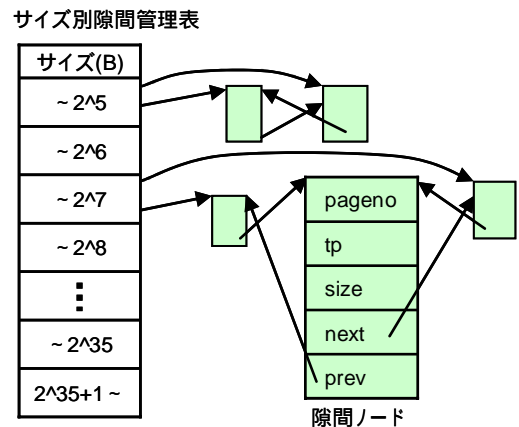 サイズ別隙間管理表
サイズ(B)
~ 2^5
~ 2^6
~ 2^7
~ 2^8
⋮
~ 2^35
2^35+1 ~
pageno
tp
size
next
prev
隙間ノード